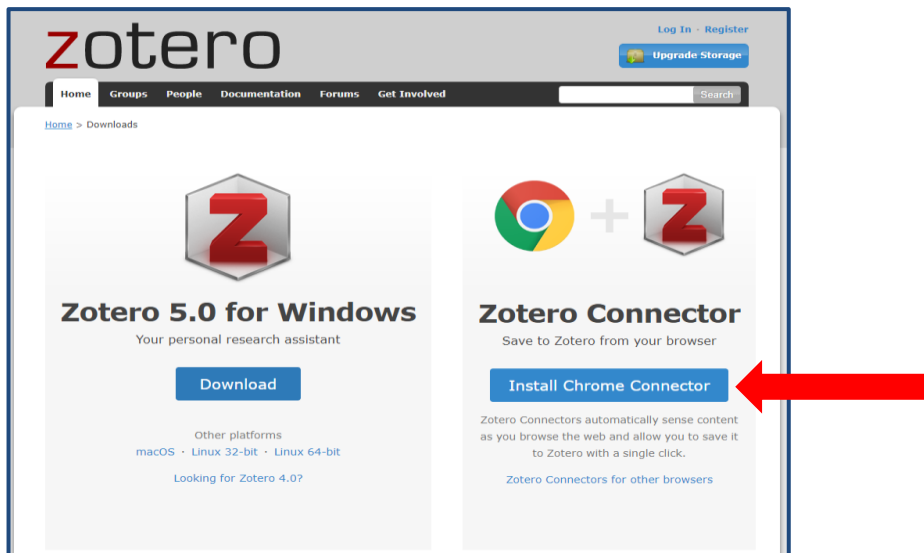 zotero
Log In · Register
Upgrade Storage
Home Groups People Documentation Forums Get Involved
Search
Home > Downloads
Z
Z
Zotero 5.0 for Windows
Your personal research assistant
Download
Other platforms
macOS · Linux 32-bit · Linux 64-bit
Looking for Zotero 4.0?
Zotero Connector
Save to Zotero from your browser
Install Chrome Connector
Zotero Connectors automatically sense content
as you browse the web and allow you to save it
to Zotero with a single click.
Zotero Connectors for other browsers